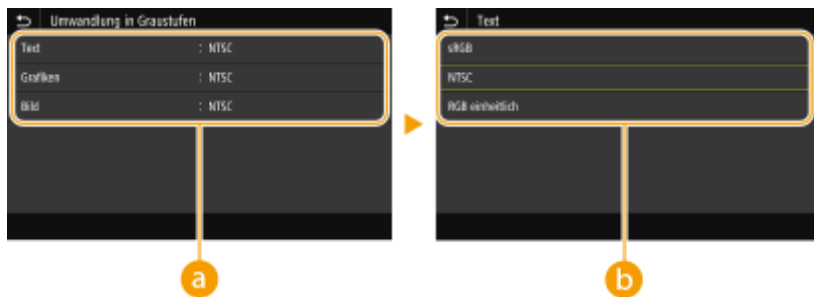 Umwandlung in Graustufen
Text : NTSC
Grafiken : NTSC
Bild : NTSC
a
Text
sRGB
NTSC
RGB einheitlich
b